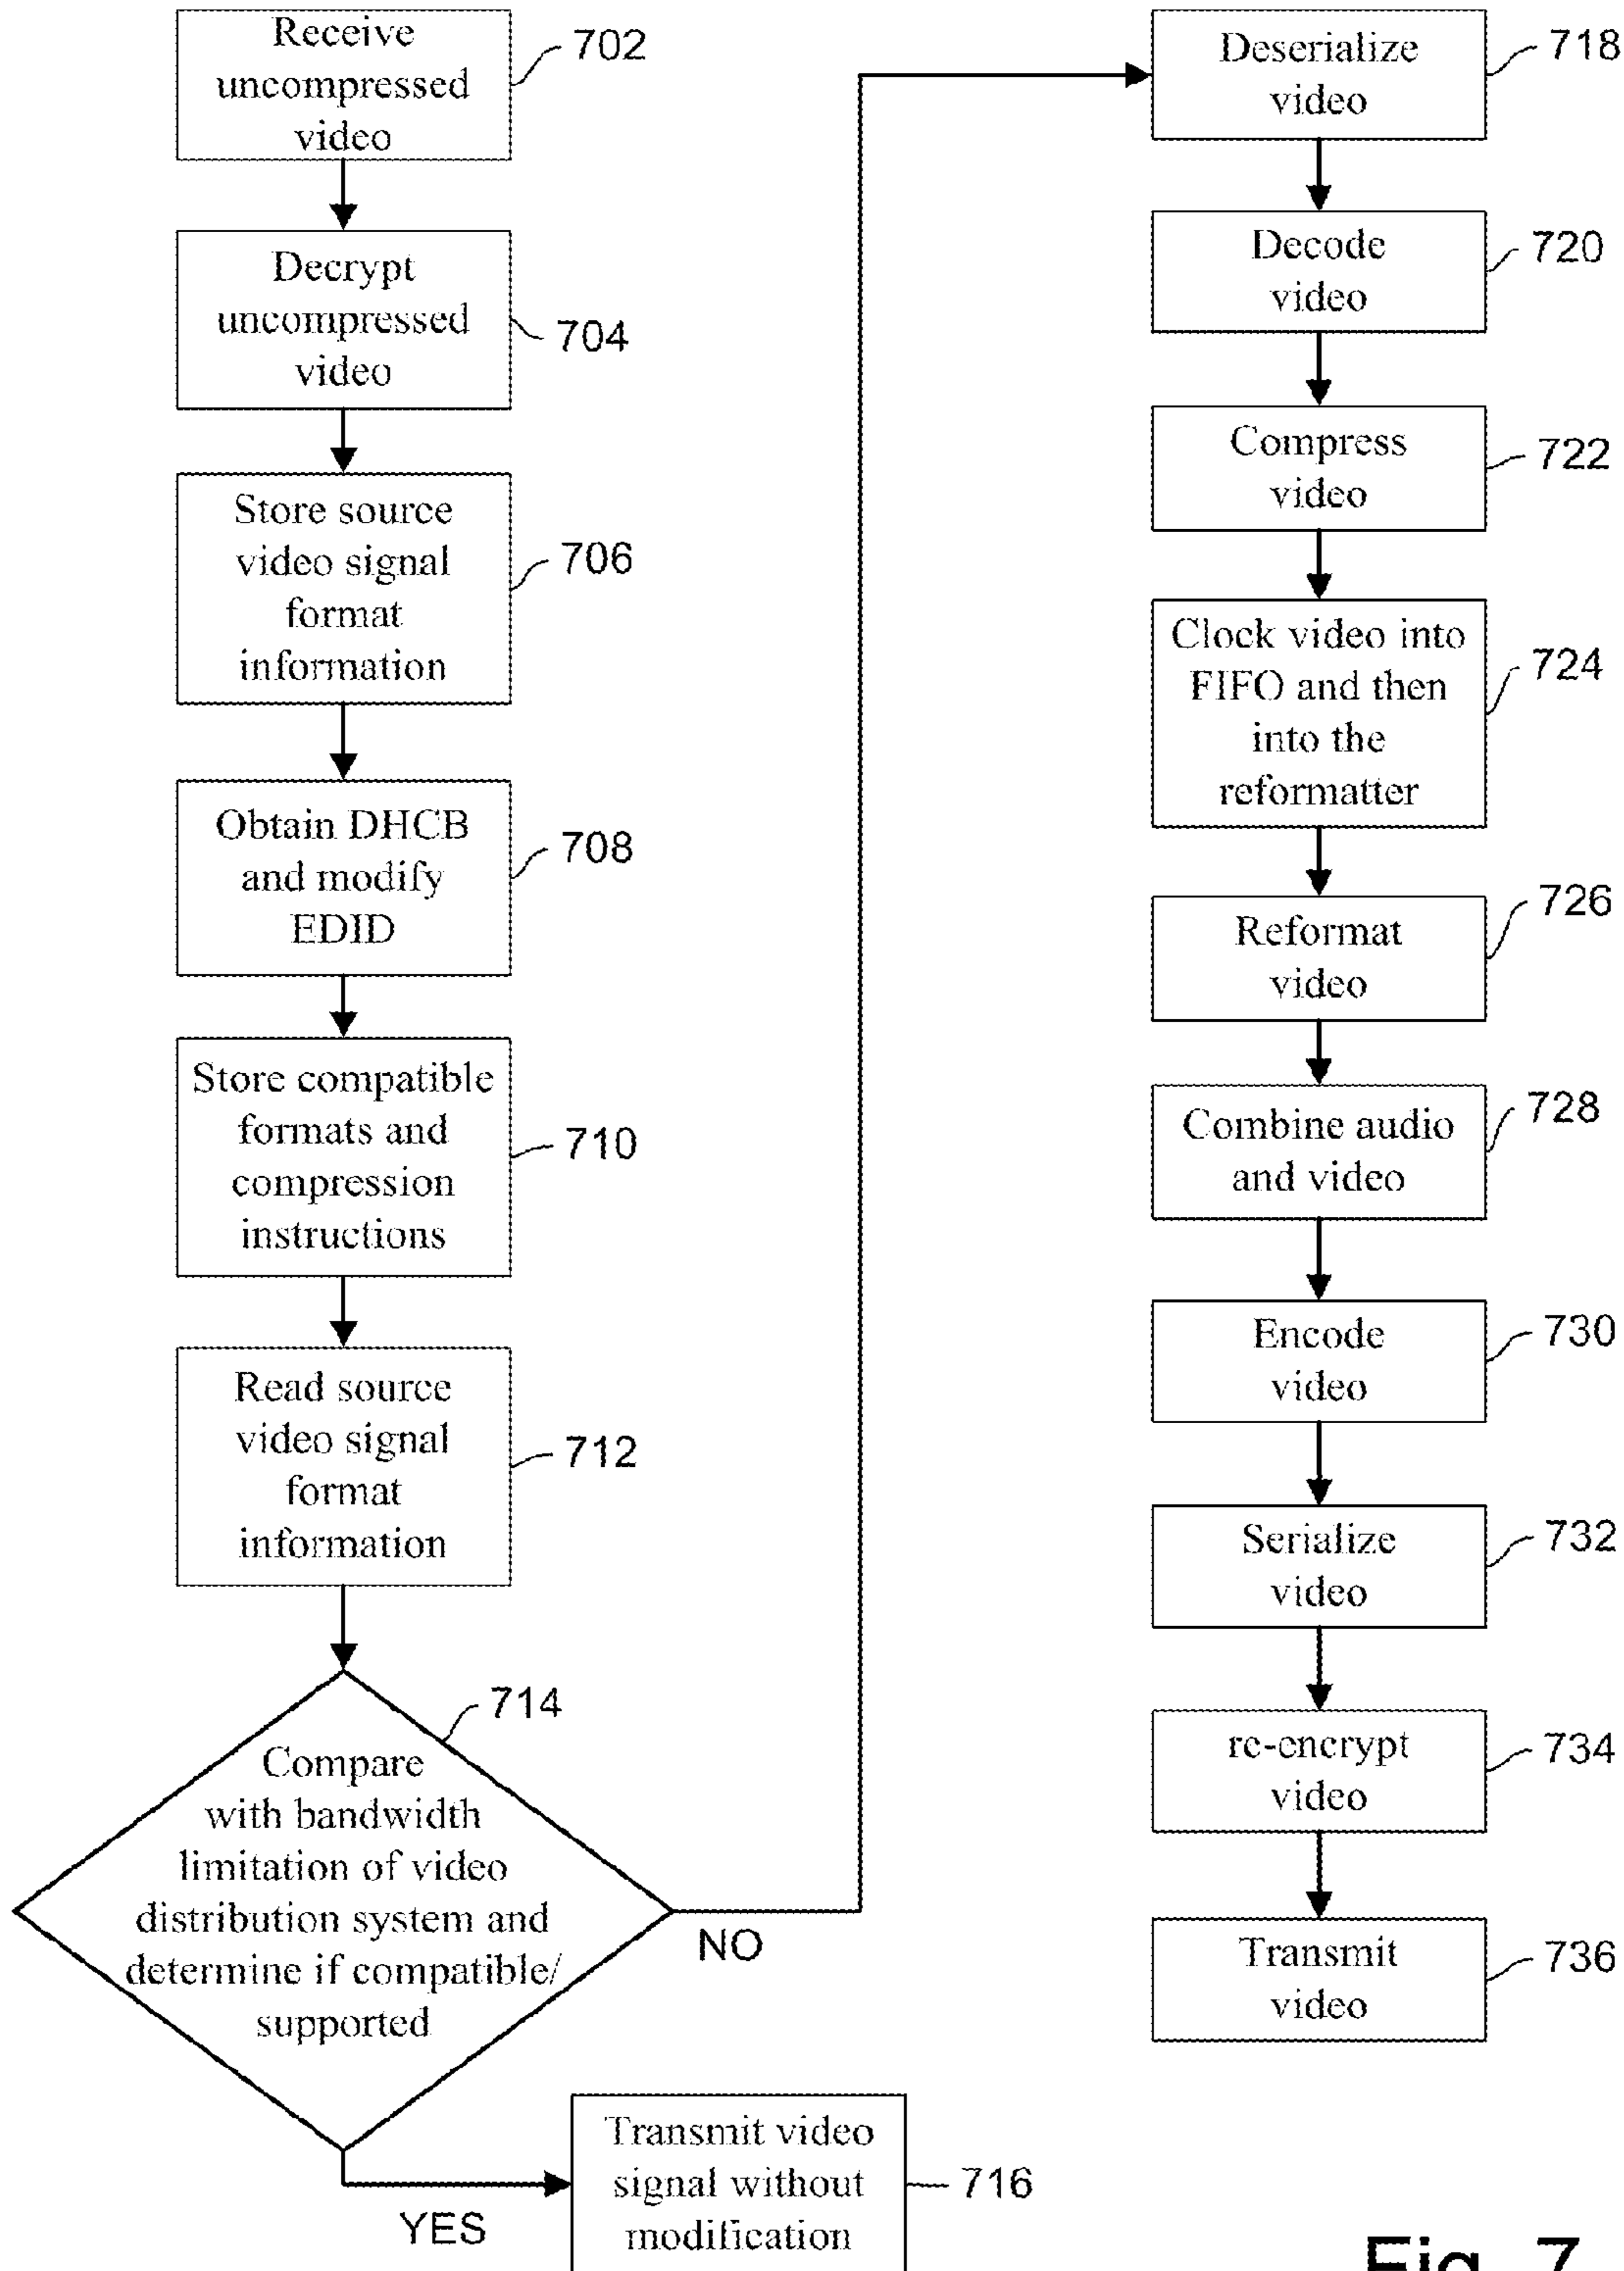 Receive
uncompressed
video
702
Decrypt
uncompressed
video
704
Store source
video signal
format
information
706
Obtain DHCB
and modify
EDID
708
Store compatible
formats and
compression
instructions
710
Read source
video signal
format
information
712
714
Compare
with bandwidth
limitation of video
distribution system and
determine if compatible/
supported
NO
YES
Transmit video
signal without
modification
716
Deserialize
video
718
Decode
video
720
Compress
video
722
Clock video into
FIFO and then
into the
reformatter
724
Reformat
video
726
Combine audio
and video
728
Encode
video
730
Serialize
video
732
re-encrypt
video
734
Transmit
video
736
Fig. 7